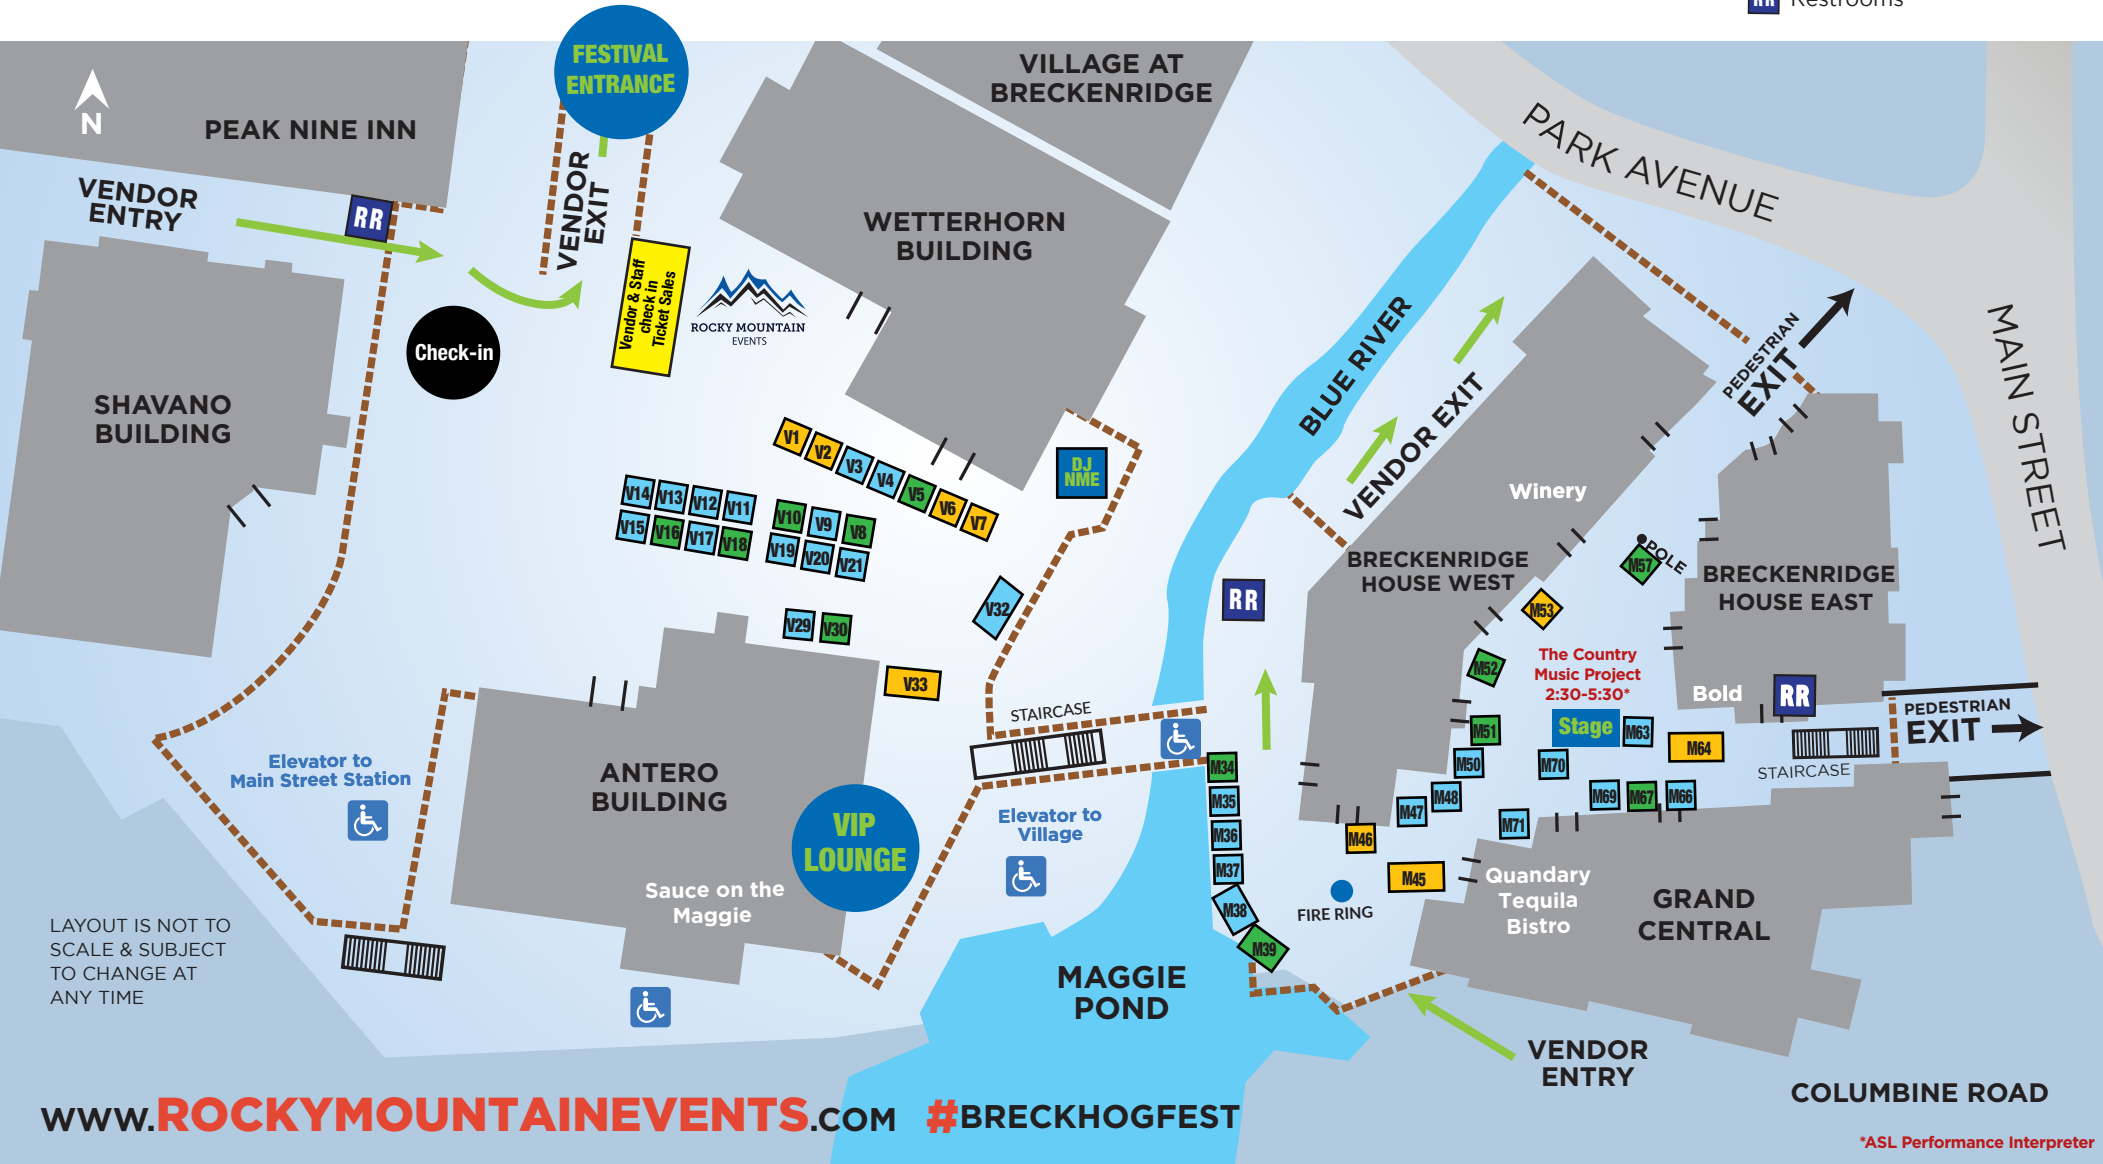 RR Restrooms
FESTIVAL
ENTRANCE
VILLAGE AT
BRECKENRIDGE
N
PEAK NINE INN
PARK AVENUE
VENDOR
ENTRY
RR
VENDOR
EXIT
WETTERHORN
BUILDING
Vendor & Staff
check in
Ticket Sales
ROCKY MOUNTAIN
EVENTS
Check-in
BLUE RIVER
VENDOR EXIT
PEDESTRIAN
EXIT
MAIN STREET
SHAVANO
BUILDING
V1
V2
V3
V4
V5
V6
V7
DJ
NME
V14
V13
V12
V11
V10
V9
V8
V15
V16
V17
V18
V19
V20
V21
Winery
POLE
M57
BRECKENRIDGE
HOUSE WEST
BRECKENRIDGE
HOUSE EAST
RR
V32
M53
V29
V30
V33
M52
The Country
Music Project
2:30-5:30*
Bold
RR
STAIRCASE
M51
Stage
M63
M64
PEDESTRIAN
EXIT
STAIRCASE
Elevator to
Main Street Station
ANTERO
BUILDING
M34
M50
M70
M35
M48
M47
M69
M67
M66
M36
M46
M71
Elevator to
Village
VIP
LOUNGE
M37
M45
Sauce on the
Maggie
M38
FIRE RING
Quandary
Tequila
Bistro
GRAND
CENTRAL
M39
LAYOUT IS NOT TO
SCALE & SUBJECT
TO CHANGE AT
ANY TIME
MAGGIE
POND
VENDOR
ENTRY
COLUMBINE ROAD
WWW.ROCKYMOUNTAINEVENTS.COM #BRECKHOGFEST
*ASL Performance Interpreter